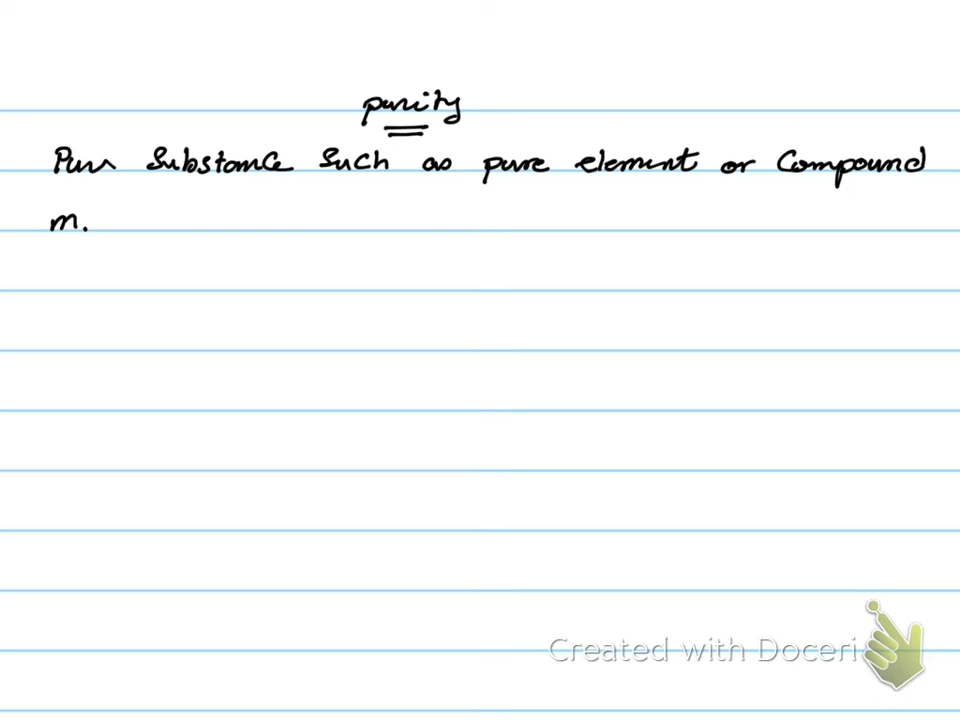 purity
Pure Substance Such as pure element or Compound
m.
Created with Doceri